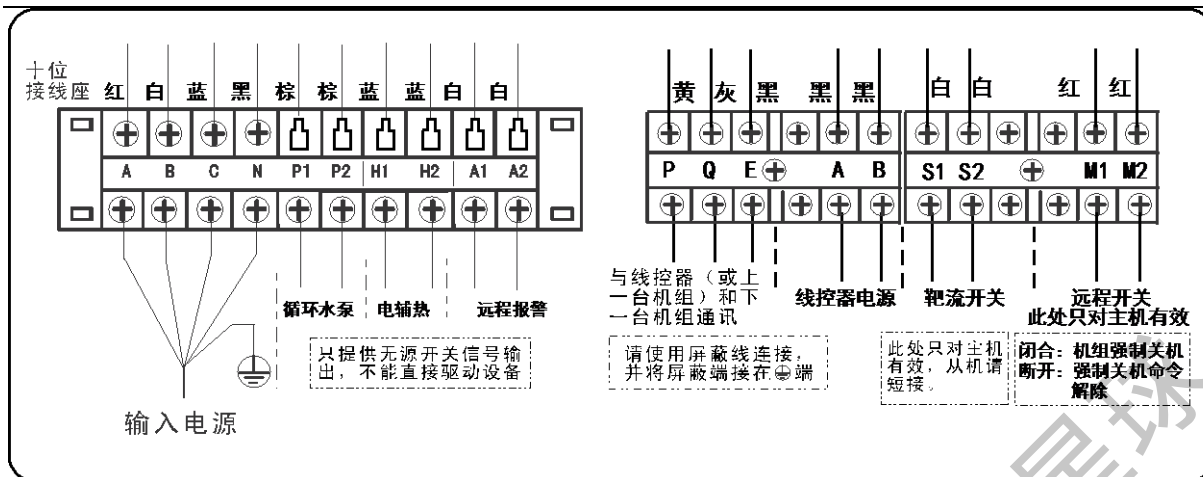 十位
接线座 红 白 蓝 黑 棕 棕 蓝 蓝 白 白
A B C N P1 P2 H1 H2 A1 A2
循环水泵 电辅热 远程报警
只提供无源开关信号输
出，不能直接驱动设备
输入电源
黄 灰 黑 黑 黑 白 白 红 红
P Q E A B S1 S2 M1 M2
与线控器（或上
一台机组）和下
一台机组通讯
线控器电源
靶流开关
远程开关
此处只对主机有效
请使用屏蔽线连接，
并将屏蔽端接在⏚端
此处只对主机
有效，从机请
短接。
闭合：机组强制关机
断开：强制关机命令
解除
星球